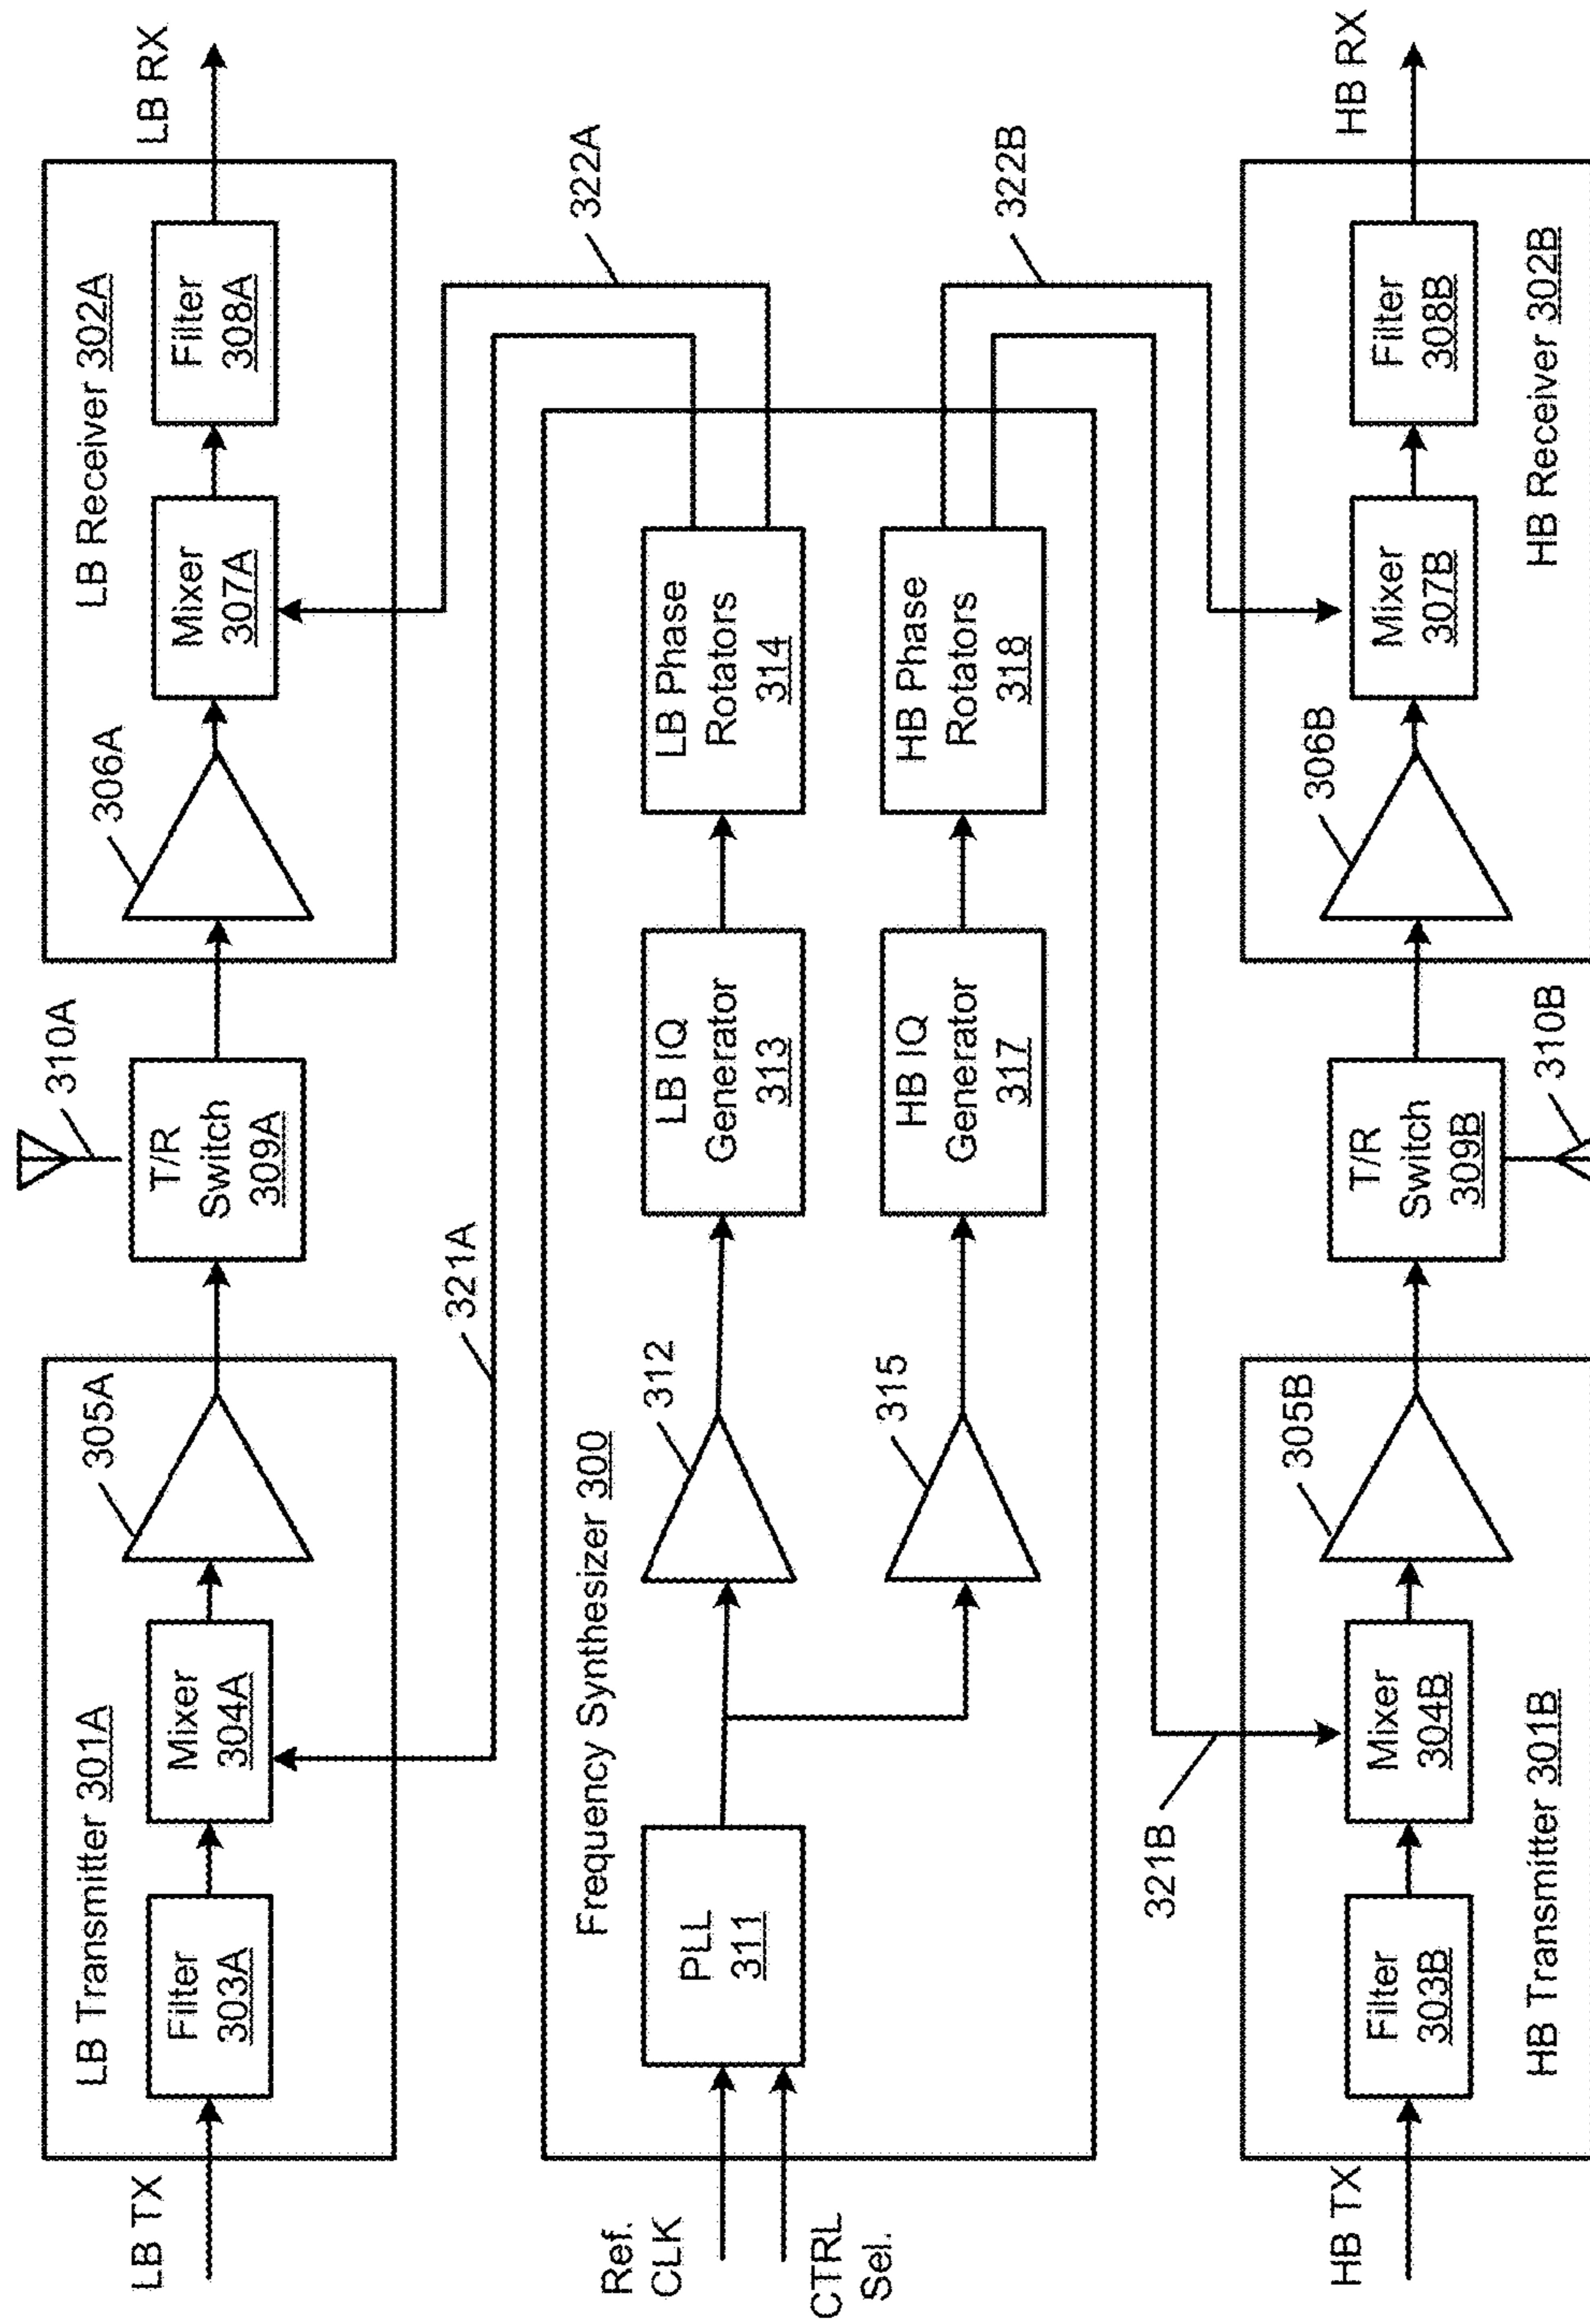 LB TX
LB Transmitter 301A
Filter
303A
Mixer
304A
305A
T/R
Switch
309A
310A
LB Receiver 302A
306A
Mixer
307A
Filter
308A
LB RX
321A
322A
Frequency Synthesizer 300
Ref.
CLK
CTRL
Sel.
PLL
311
312
LB IQ
Generator
313
LB Phase
Rotators
314
315
HB IQ
Generator
317
HB Phase
Rotators
318
321B
322B
HB TX
Filter
303B
Mixer
304B
305B
HB Transmitter 301B
T/R
Switch
309B
310B
306B
Mixer
307B
Filter
308B
HB Receiver 302B
HB RX